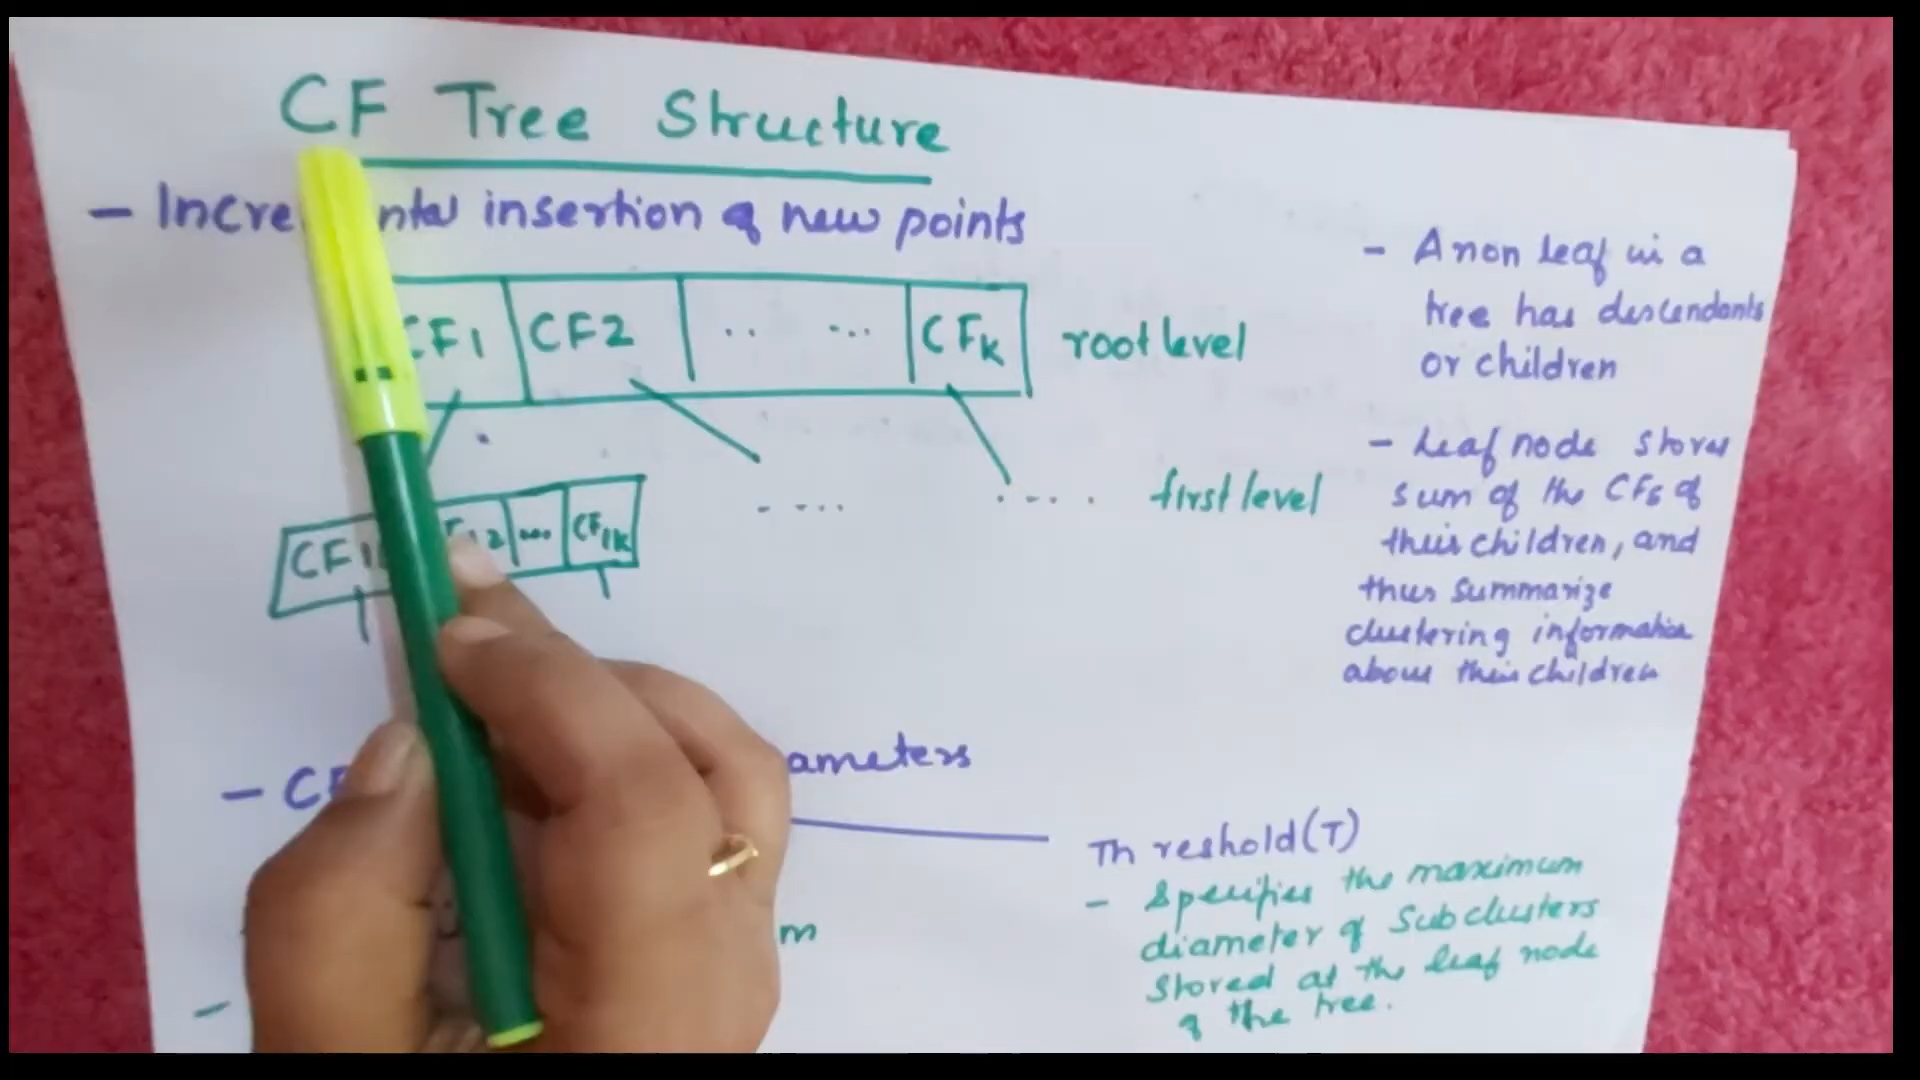 CF Tree Structure
- Incre ntal insertion of new points
CF1 CF2 .. ... CFk root level
.... .... first level
CF1 12 ... CF1k
- A non leaf in a
tree has descendants
or children
- Leaf node stores
sum of the CFs of
their children, and
thus summarize
clustering information
about their children
- CF ameters
m
Threshold(T)
- Specifies the maximum
diameter of Subclusters
Stored at the leaf node
of the tree.